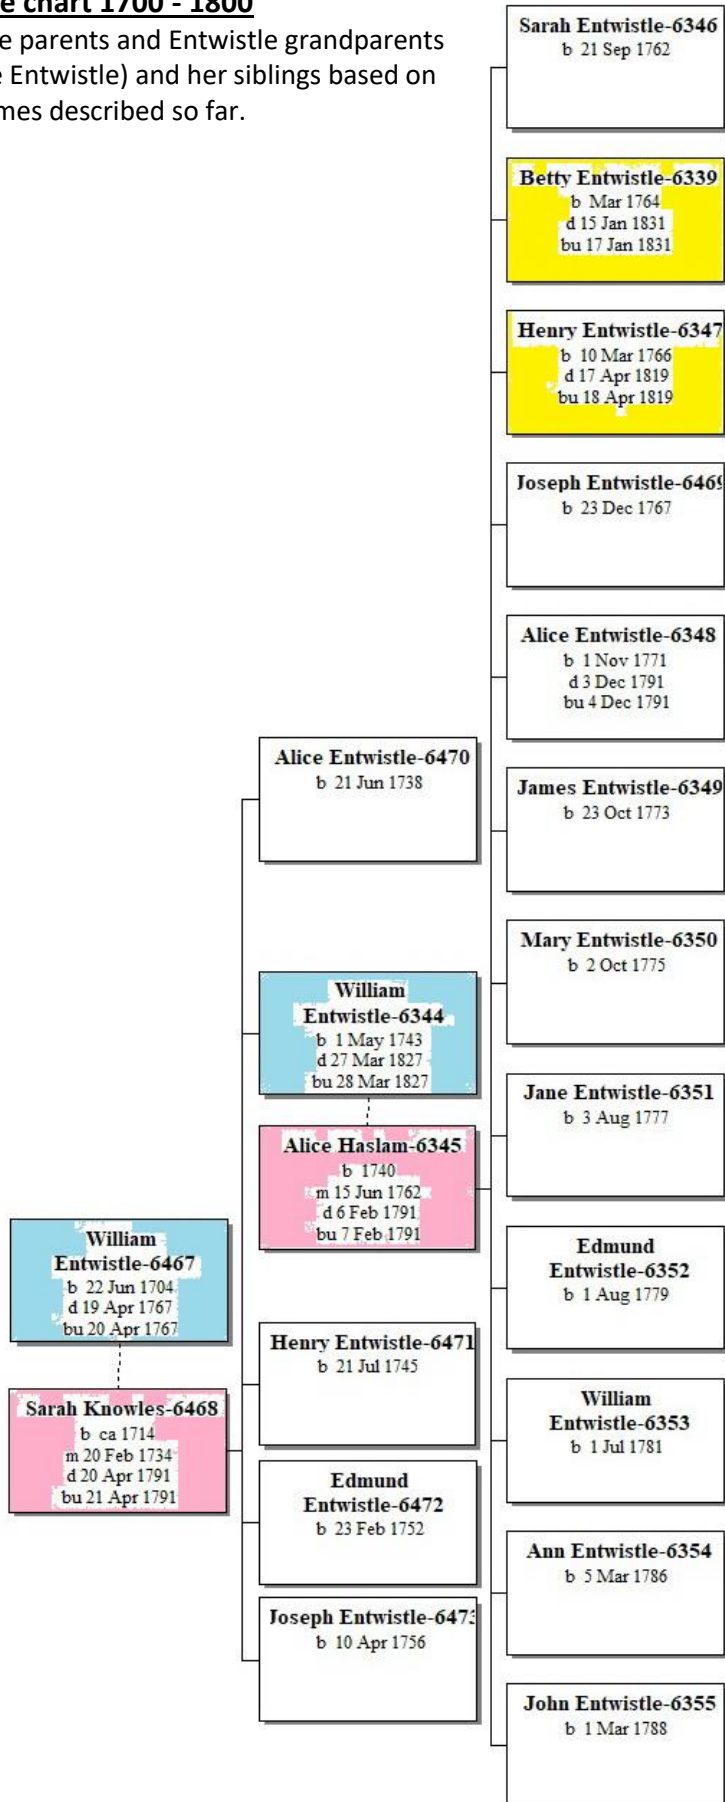 e chart 1700 - 1800
e parents and Entwistle grandparents
e Entwistle) and her siblings based on
mes described so far.
Sarah Entwistle-6346
b 21 Sep 1762
Betty Entwistle-6339
b Mar 1764
d 15 Jan 1831
bu 17 Jan 1831
Henry Entwistle-6347
b 10 Mar 1766
d 17 Apr 1819
bu 18 Apr 1819
Joseph Entwistle-6469
b 23 Dec 1767
Alice Entwistle-6348
b 1 Nov 1771
d 3 Dec 1791
bu 4 Dec 1791
Alice Entwistle-6470
b 21 Jun 1738
James Entwistle-6349
b 23 Oct 1773
Mary Entwistle-6350
b 2 Oct 1775
William
Entwistle-6344
b 1 May 1743
d 27 Mar 1827
bu 28 Mar 1827
Jane Entwistle-6351
b 3 Aug 1777
Alice Haslam-6345
b 1740
m 15 Jun 1762
d 6 Feb 1791
bu 7 Feb 1791
William
Entwistle-6467
b 22 Jun 1704
d 19 Apr 1767
bu 20 Apr 1767
Edmund
Entwistle-6352
b 1 Aug 1779
Henry Entwistle-6471
b 21 Jul 1745
Sarah Knowles-6468
b ca 1714
m 20 Feb 1734
d 20 Apr 1791
bu 21 Apr 1791
William
Entwistle-6353
b 1 Jul 1781
Edmund
Entwistle-6472
b 23 Feb 1752
Ann Entwistle-6354
b 5 Mar 1786
Joseph Entwistle-6473
b 10 Apr 1756
John Entwistle-6355
b 1 Mar 1788